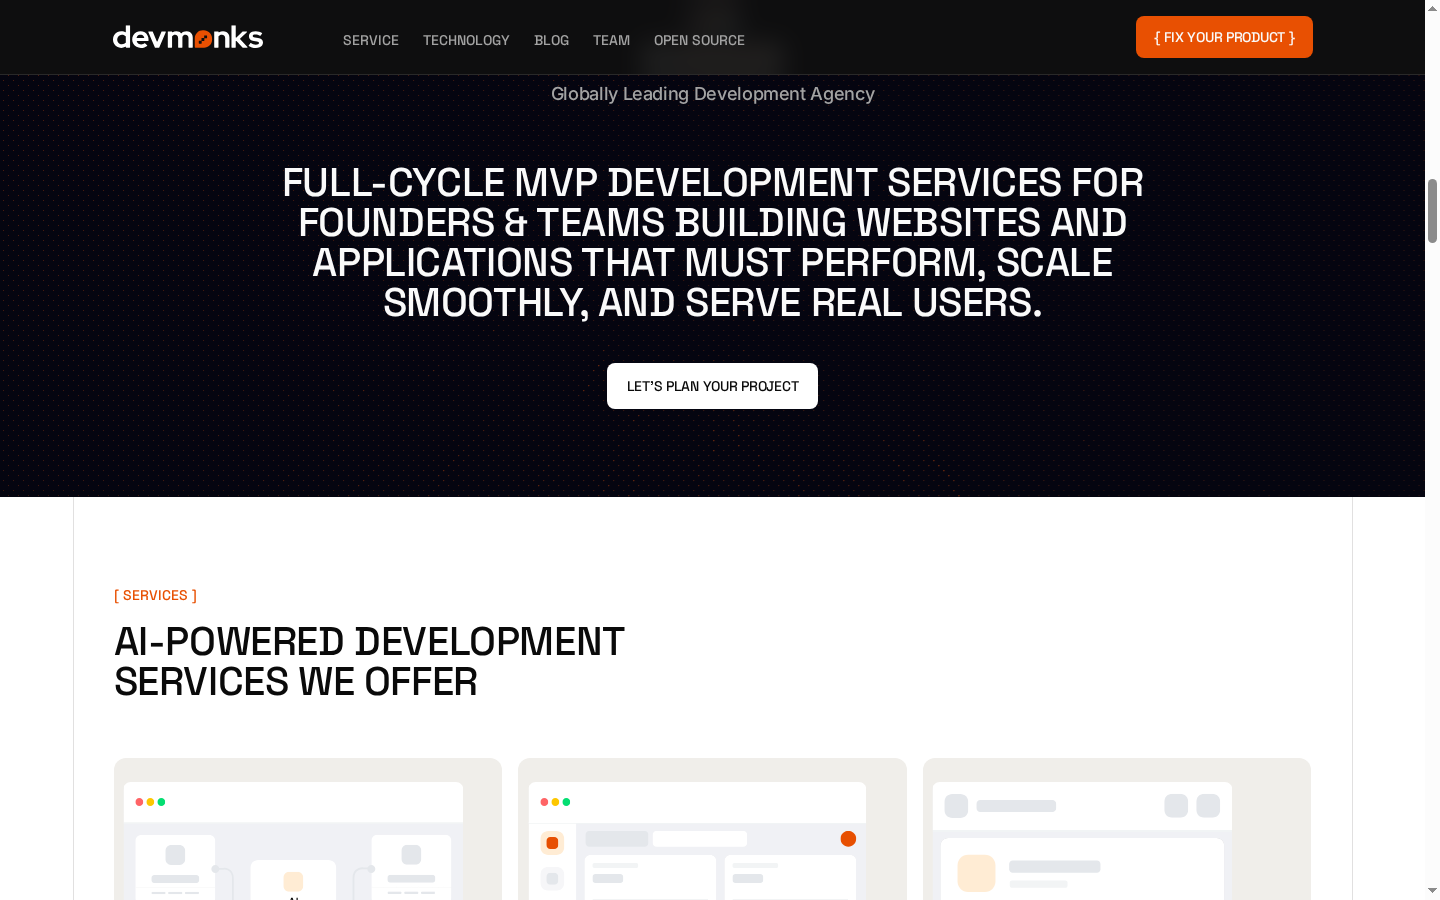 devmonks
SERVICE
TECHNOLOGY
BLOG
TEAM
OPEN SOURCE
{ FIX YOUR PRODUCT }
Globally Leading Development Agency
FULL-CYCLE MVP DEVELOPMENT SERVICES FOR
FOUNDERS & TEAMS BUILDING WEBSITES AND
APPLICATIONS THAT MUST PERFORM, SCALE
SMOOTHLY, AND SERVE REAL USERS.
LET'S PLAN YOUR PROJECT
[ SERVICES ]
AI-POWERED DEVELOPMENT
SERVICES WE OFFER